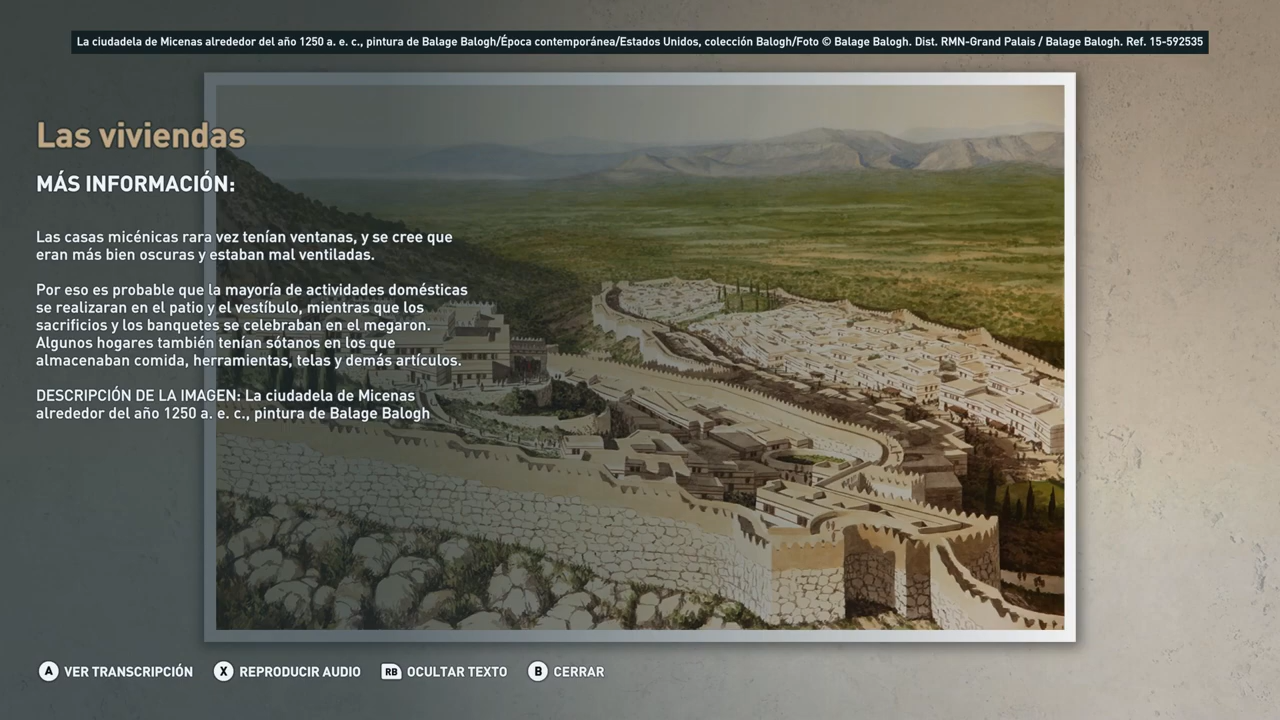 La ciudadela de Micenas alrededor del año 1250 a. e. c., pintura de Balage Balogh/Época contemporánea/Estados Unidos, colección Balogh/Foto © Balage Balogh. Dist. RMN-Grand Palais / Balage Balogh. Ref. 15-592535
Las viviendas
MÁS INFORMACIÓN:
Las casas micénicas rara vez tenían ventanas, y se cree que
eran más bien oscuras y estaban mal ventiladas.
Por eso es probable que la mayoría de actividades domésticas
se realizaran en el patio y el vestíbulo, mientras que los
sacrificios y los banquetes se celebraban en el megaron.
Algunos hogares también tenían sótanos en los que
almacenaban comida, herramientas, telas y demás artículos.
DESCRIPCIÓN DE LA IMAGEN: La ciudadela de Micenas
alrededor del año 1250 a. e. c., pintura de Balage Balogh
A VER TRANSCRIPCIÓN X REPRODUCIR AUDIO RB OCULTAR TEXTO B CERRAR